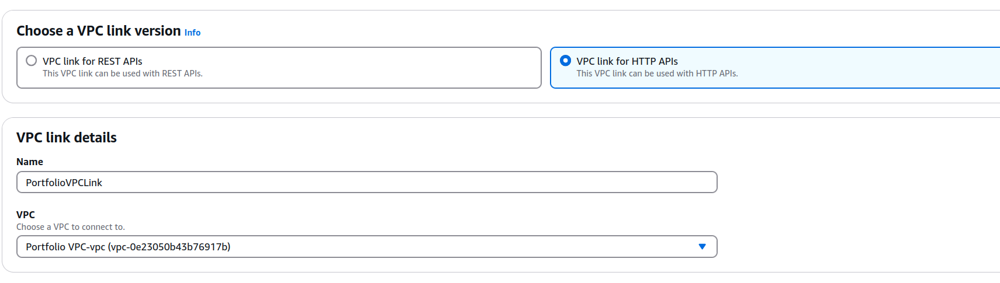 Choose a VPC link version Info
VPC link for REST APIs
This VPC link can be used with REST APIs.
VPC link for HTTP APIs
This VPC link can be used with HTTP APIs.
VPC link details
Name
PortfolioVPCLink
VPC
Choose a VPC to connect to.
Portfolio VPC-vpc (vpc-0e23050b43b76917b)